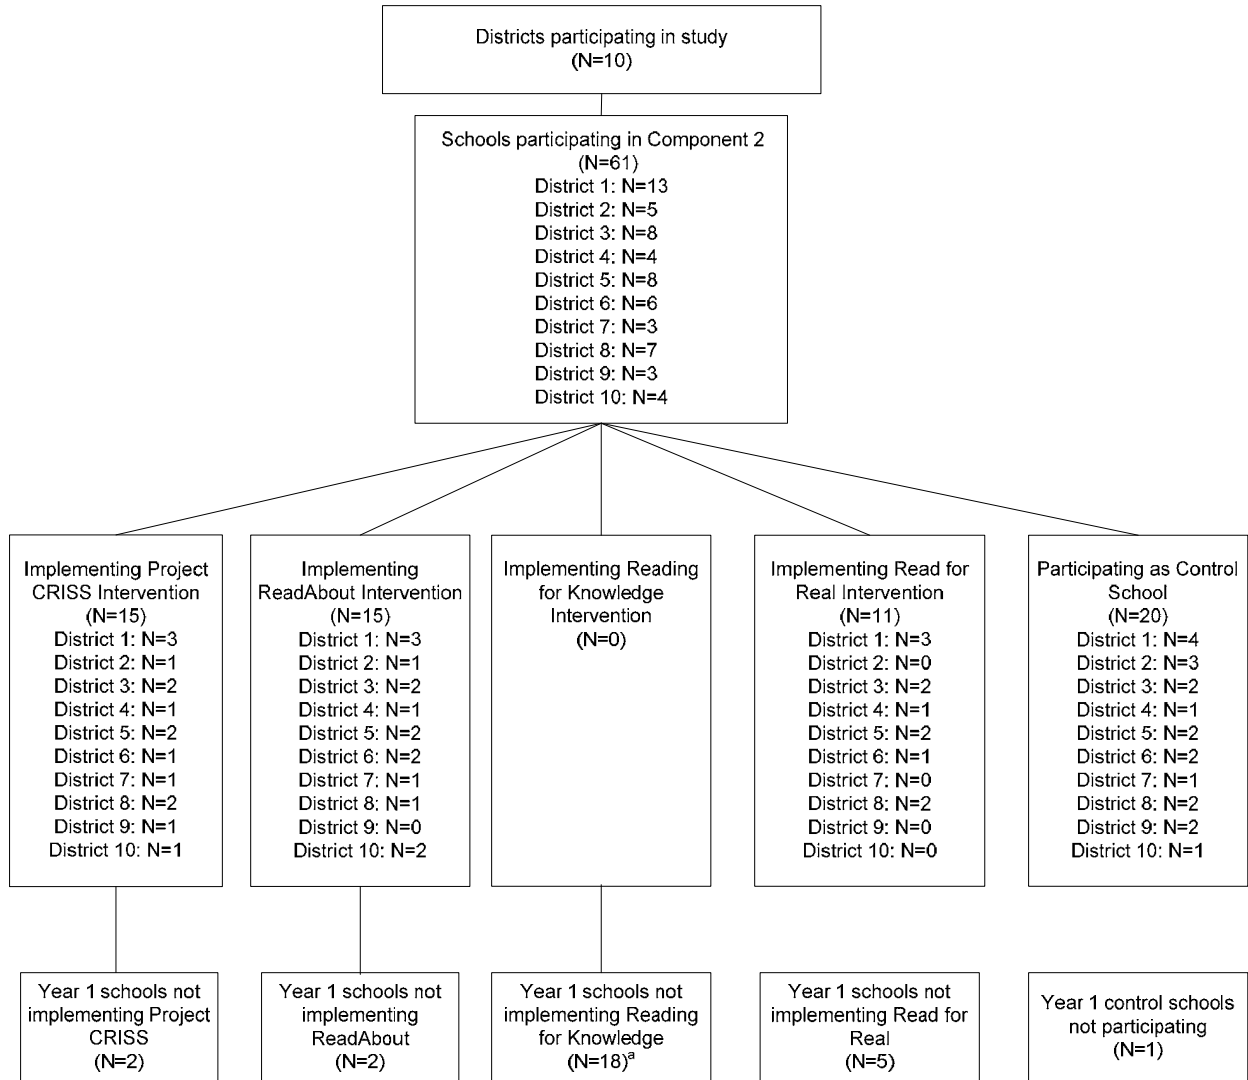 Districts participating in study
(N=10)
Schools participating in Component 2
(N=61)
District 1: N=13
District 2: N=5
District 3: N=8
District 4: N=4
District 5: N=8
District 6: N=6
District 7: N=3
District 8: N=7
District 9: N=3
District 10: N=4
Implementing Project
CRISS Intervention
(N=15)
District 1: N=3
District 2: N=1
District 3: N=2
District 4: N=1
District 5: N=2
District 6: N=1
District 7: N=1
District 8: N=2
District 9: N=1
District 10: N=1
Implementing
ReadAbout Intervention
(N=15)
District 1: N=3
District 2: N=1
District 3: N=2
District 4: N=1
District 5: N=2
District 6: N=2
District 7: N=1
District 8: N=1
District 9: N=0
District 10: N=2
Implementing Reading
for Knowledge
Intervention
(N=0)
Implementing Read for
Real Intervention
(N=11)
District 1: N=3
District 2: N=0
District 3: N=2
District 4: N=1
District 5: N=2
District 6: N=1
District 7: N=0
District 8: N=2
District 9: N=0
District 10: N=0
Participating as Control
School
(N=20)
District 1: N=4
District 2: N=3
District 3: N=2
District 4: N=1
District 5: N=2
District 6: N=2
District 7: N=1
District 8: N=2
District 9: N=2
District 10: N=1
Year 1 schools not
implementing Project
CRISS
(N=2)
Year 1 schools not
implementing
ReadAbout
(N=2)
Year 1 schools not
implementing Reading
for Knowledge
(N=18)ª
Year 1 schools not
implementing Read for
Real
(N=5)
Year 1 control schools
not participating
(N=1)